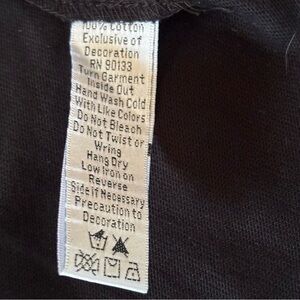 100% Cotton
Exclusive of
Decoration
RN 90133
Turn Garment
Inside Out
Hand Wash Cold
With Like Colors
Do Not Bleach
Do Not Twist or
Wring
Hang Dry
Low Iron on
Reverse
Side if Necessary
Precaution to
Decoration